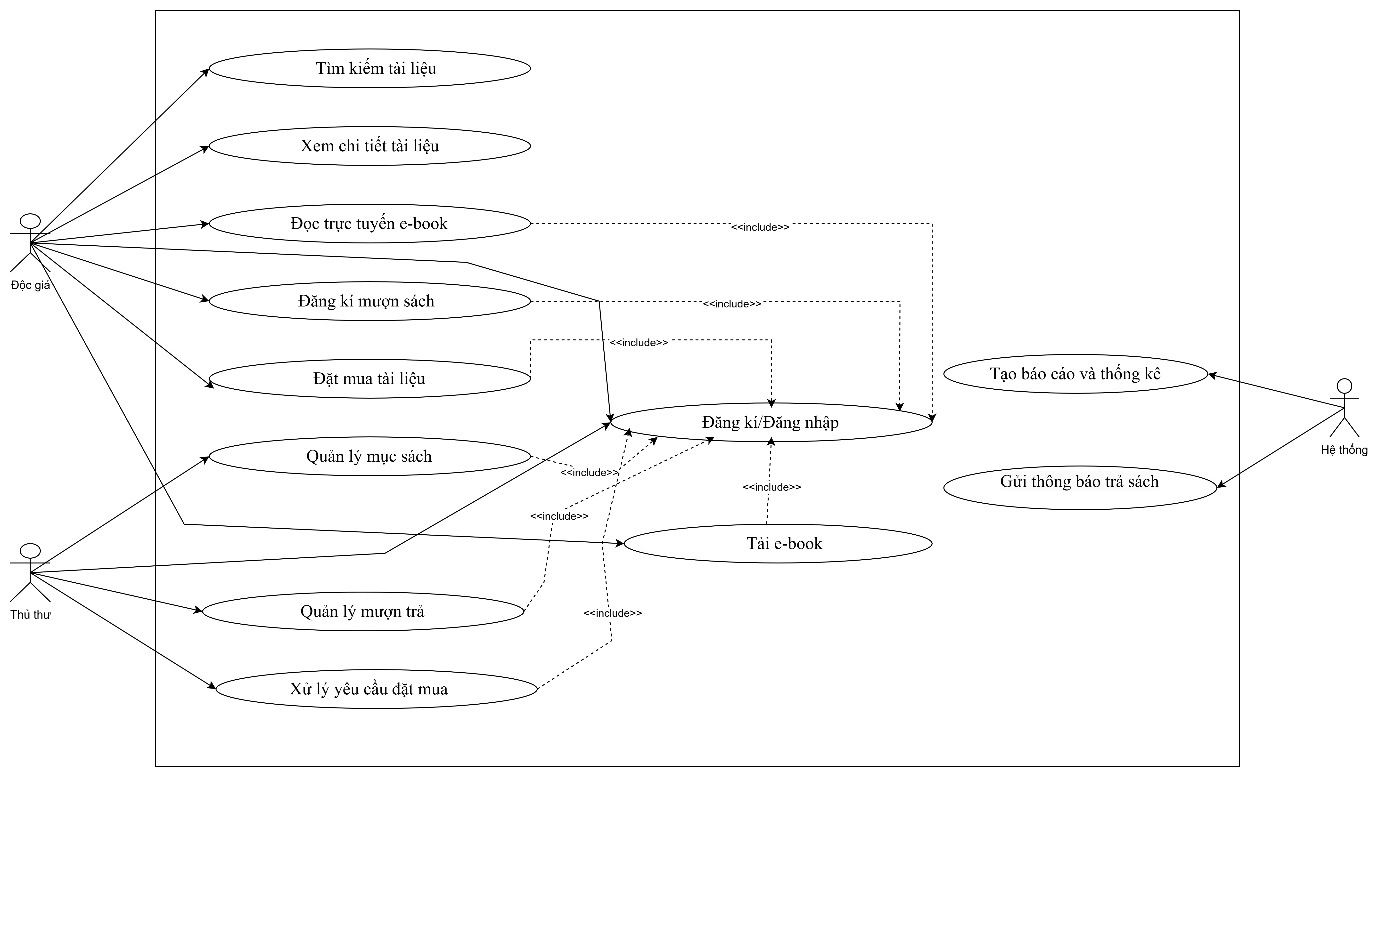 Tìm kiếm tài liệu
Xem chi tiết tài liệu
Đọc trực tuyến e-book
<<include>>
Độc giả
Đăng kí mượn sách
<<include>>
<<include>>
Đặt mua tài liệu
Tạo báo cáo và thống kê
Đăng kí/Đăng nhập
Hệ thống
Quản lý mục sách
<<include>>
<<include>>
Gửi thông báo trả sách
<<include>>
Tải e-book
Thủ thư
Quản lý mượn trả
<<include>>
Xử lý yêu cầu đặt mua